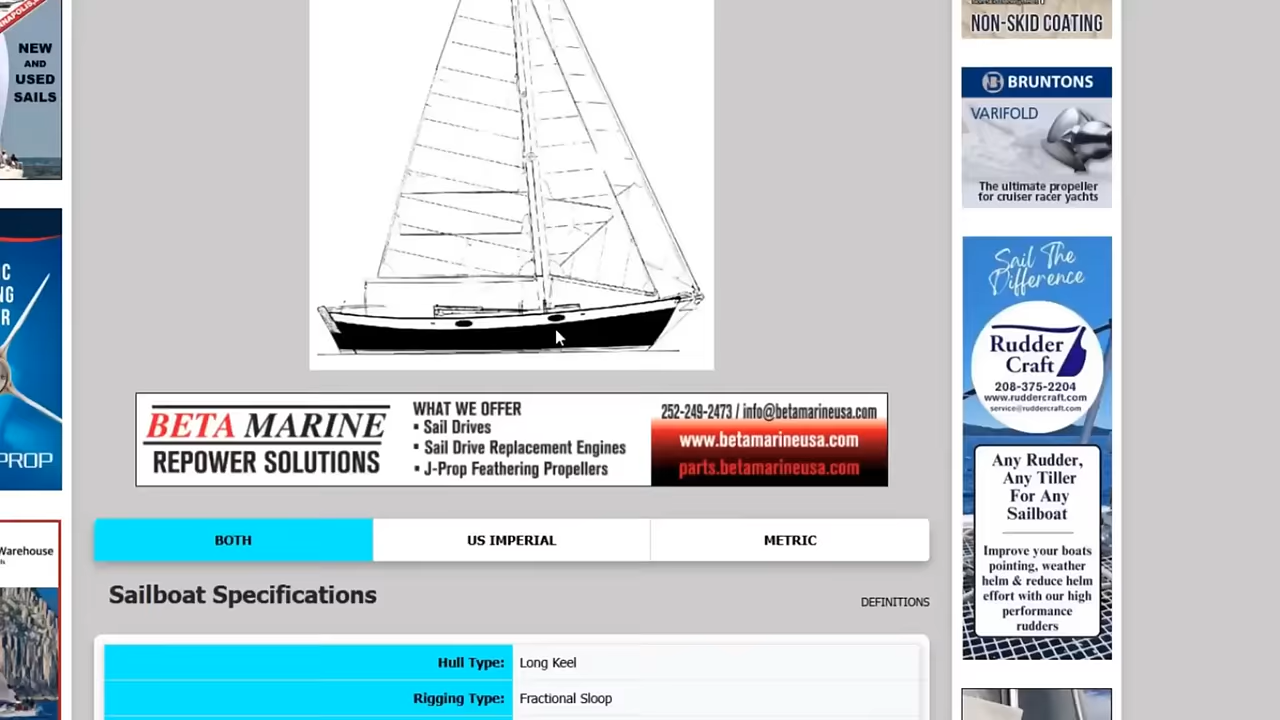 NAPOLIS,
NEW
AND
USED
SAILS
NON-SKID COATING
BRUNTONS
VARIFOLD
The ultimate propeller
for cruiser racer yachts
PROP
BETA MARINE
REPOWER SOLUTIONS
WHAT WE OFFER
▪ Sail Drives
▪ Sail Drive Replacement Engines
▪ J-Prop Feathering Propellers
252-249-2473 / info@betamarineusa.com
www.betamarineusa.com
parts.betamarineusa.com
Sail The
Difference
Rudder
Craft
208-375-2204
www.ruddercraft.com
service@ruddercraft.com
Any Rudder,
Any Tiller
For Any
Sailboat
Improve your boats
pointing, weather
helm & reduce helm
effort with our high
performance
rudders
Warehouse
BOTH
US IMPERIAL
METRIC
Sailboat Specifications
DEFINITIONS
Hull Type: Long Keel
Rigging Type: Fractional Sloop